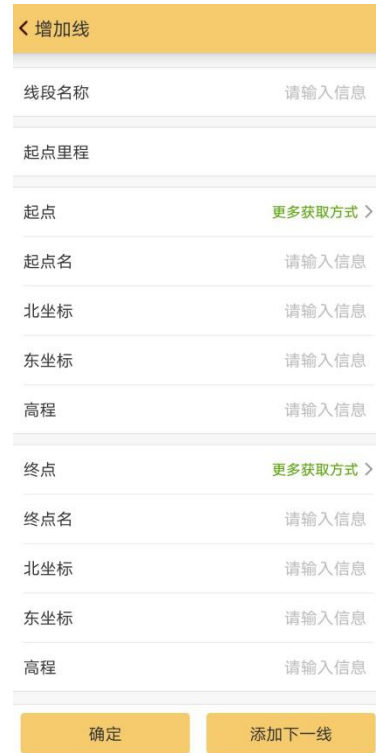 增加线
线段名称 请输入信息
起点里程
起点 更多获取方式
起点名 请输入信息
北坐标 请输入信息
东坐标 请输入信息
高程 请输入信息
终点 更多获取方式
终点名 请输入信息
北坐标 请输入信息
东坐标 请输入信息
高程 请输入信息
确定 添加下一线